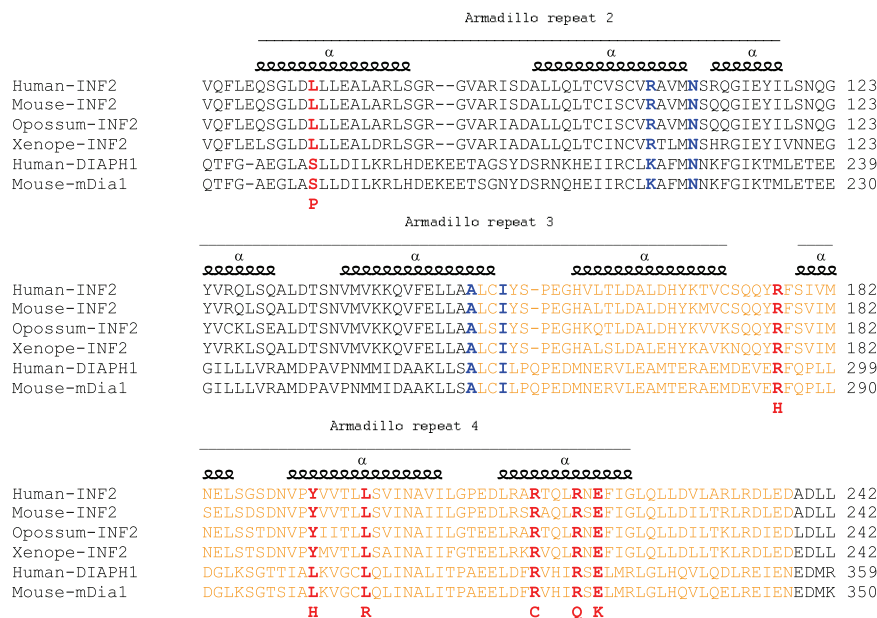 Armadillo repeat 2
α α α
Human-INF2 VQFLEQSGLDLLLEALARLSGR--GVARISDALLQLTCVSCVRAVMNSRQGIEYILSNQG 123
Mouse-INF2 VQFLEQSGLDLLLEALARLSGR--GVARISDALLQLTCISCVRAVMNSQQGIEYILSNQG 123
Opossum-INF2 VQFLEQSGLDLLLEALDRLSGR--GVARIADALLQLTCISCVRAVMNSQQGIEYILSNQG 123
Xenope-INF2 VQFLELSGLDLLLEALDRLSGR--GVARIADALLQLTCINCVRTLMNSHRGIEYIVNNEG 123
Human-DIAPH1 QTFG-AEGLASLLDILKRLHDEKEETAGSYDSRNKHEIIRCLKAFMNNKFGIKTMLETEE 239
Mouse-mDia1 QTFG-AEGLASLLDILKRLHDEKEETSGNYDSRNQHEIIRCLKAFMNNKFGIKTMLETEE 230
P
Armadillo repeat 3
α α α α
Human-INF2 YVRQLSQALDTSNVMVKKQVFELLAALCIYS-PEGHVLTLDALDHYKTVCSQQYRFSIVM 182
Mouse-INF2 YVRQLSQALDTSNVMVKKQVFELLAALCIYS-PEGHALTLDALDHYKMVCSQQYRFSVIM 182
Opossum-INF2 YVCKLSEALDTSNVMVKKQVFELLAALSIYS-PEGHKQTLDALDHYKVVKSQQYRFSVIM 182
Xenope-INF2 YVRKLSQALDTSNVMVKKQVFELLAALCIYS-PEGHALSLDALEHYKAVKNQQYRFSVIM 182
Human-DIAPH1 GILLLVRAMDPAVPNMMIDAAKLLSALCILPQPEDMNERVLEAMTERAEMDEVERFQPLL 299
Mouse-mDia1 GILLLVRAMDPAVPNMMIDAAKLLSALCILPQPEDMNERVLEAMTERAEMDEVERFQPLL 290
H
Armadillo repeat 4
α α
Human-INF2 NELSGSDNVPYVVTLLSVINAVILGPEDLRARTQLRNEFIGLQLLDVLARLRDLEDADLL 242
Mouse-INF2 SELSDSDNVPYVVTLLSVINAIILGPEDLRSRAQLRSEFIGLQLLDILTRLRDLEDADLL 242
Opossum-INF2 NELSSTDNVPYIITLLSVINAIILGPEDLRARTQLRNEFIGLQLLDLLTRLRDIEDADLL 242
Xenope-INF2 NELSTSDNVPYMVTLLSAINAIIFGTEELRKRVQLRNEFIGLQLLDLLTKLRDLEDEDLL 242
Human-DIAPH1 DGLKSGTTIALKVGCLQLINALITPAEELDFRVHIRSELMRLGLHQVLQDLREIENEDMR 359
Mouse-mDia1 DGLKSGTSIALKVGCLQLINALITPAEELDFRVHIRSELMRLGLHQVLQELREIENEDMK 350
H R C Q K